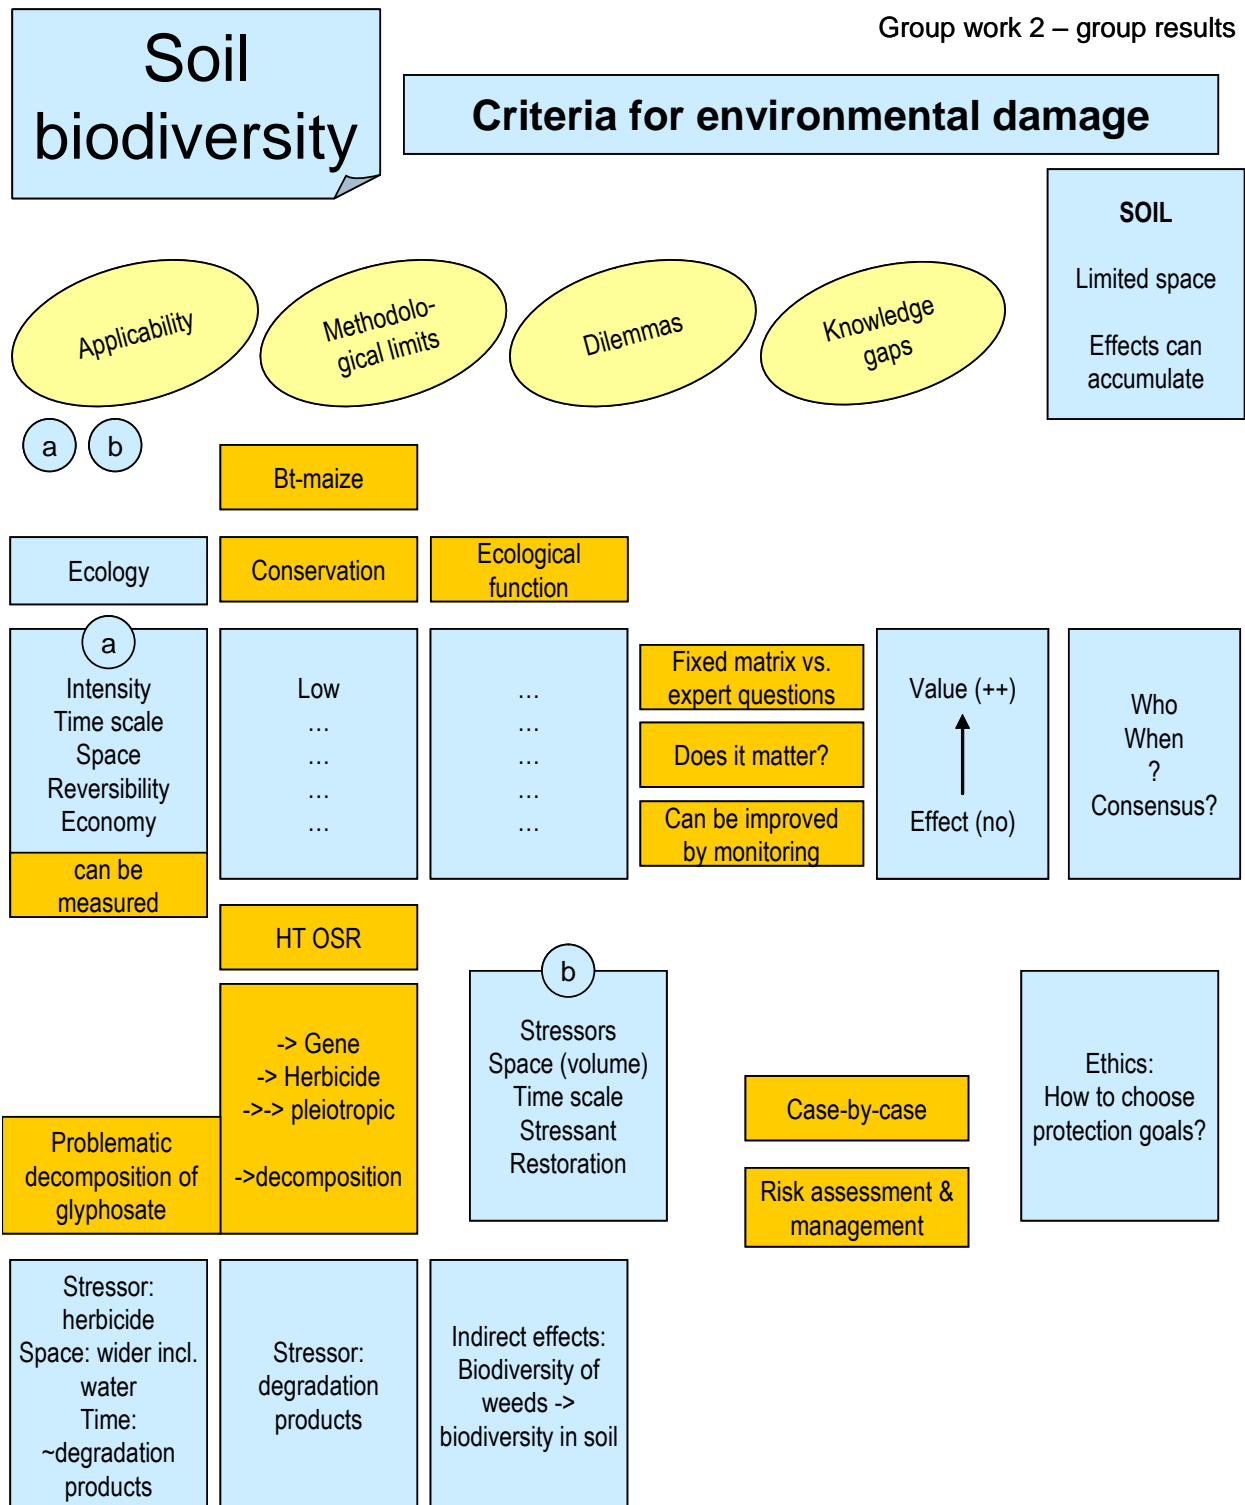 Group work 2 – group results
Soil
biodiversity
Criteria for environmental damage
SOIL
Limited space
Effects can
accumulate
Applicability
Methodolo-
gical limits
Dilemmas
Knowledge
gaps
a
b
Bt-maize
Ecology
Conservation
Ecological
function
a
Intensity
Time scale
Space
Reversibility
Economy
can be
measured
Low
…
…
…
…
…
…
…
…
…
Fixed matrix vs.
expert questions
Does it matter?
Can be improved
by monitoring
Value (++)
Effect (no)
Who
When
?
Consensus?
HT OSR
-> Gene
-> Herbicide
->-> pleiotropic
->decomposition
Problematic
decomposition of
glyphosate
b
Stressors
Space (volume)
Time scale
Stressant
Restoration
Case-by-case
Risk assessment &
management
Ethics:
How to choose
protection goals?
Stressor:
herbicide
Space: wider incl.
water
Time:
~degradation
products
Stressor:
degradation
products
Indirect effects:
Biodiversity of
weeds ->
biodiversity in soil